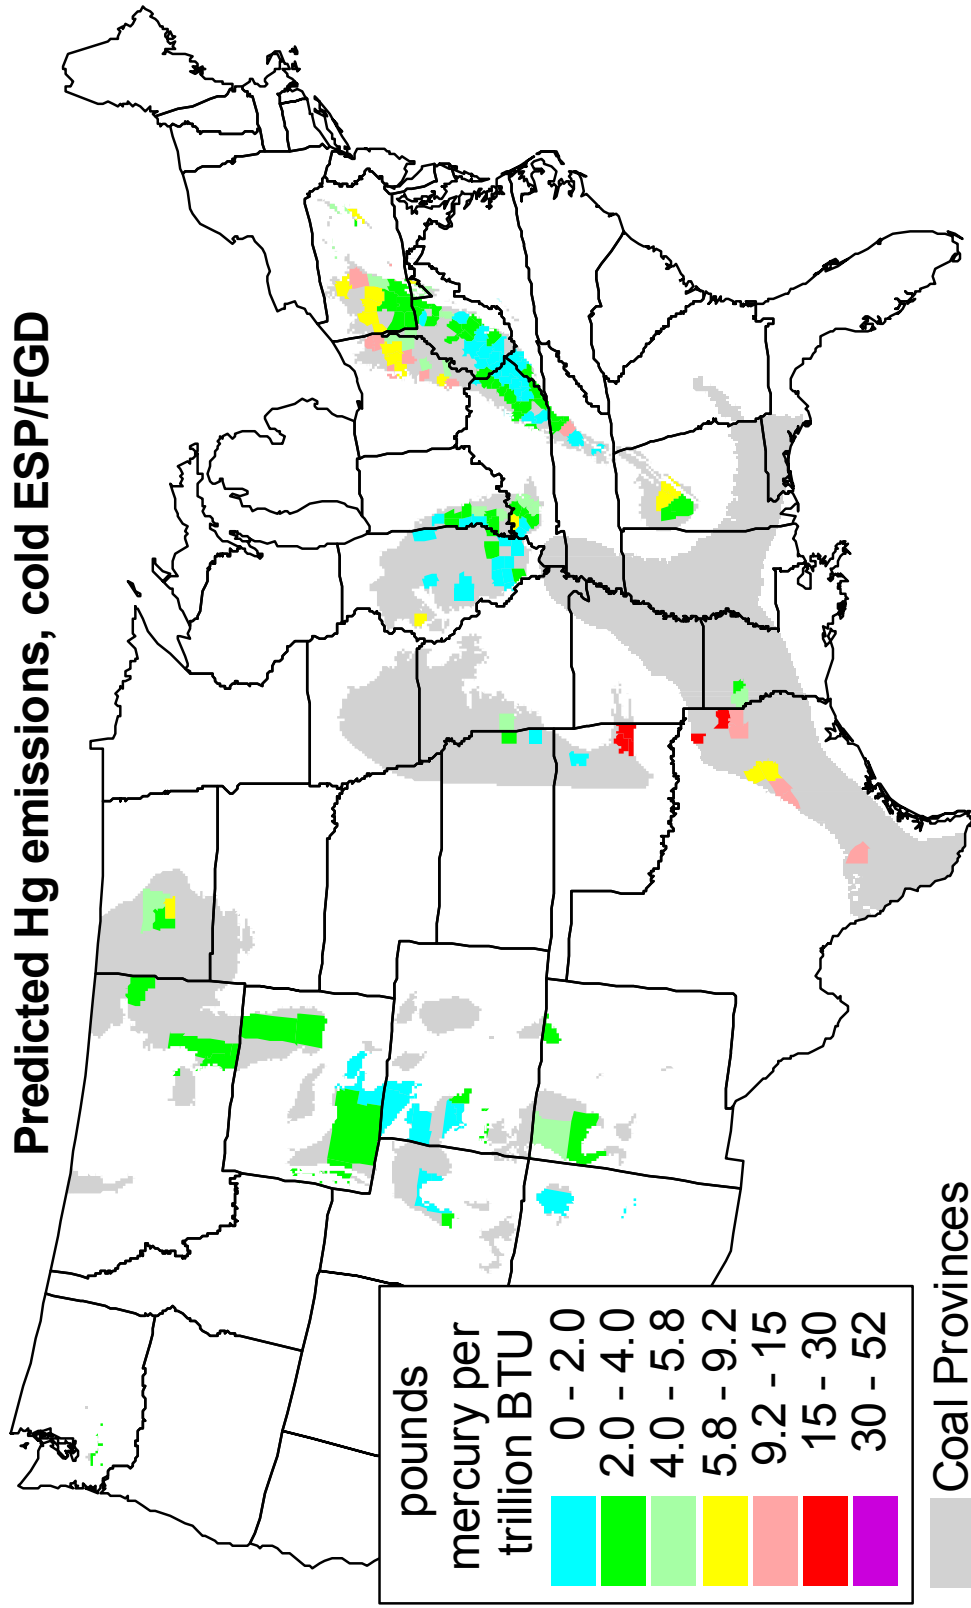 Predicted Hg emissions, cold ESP/FGD
pounds
mercury per
trillion BTU
0 - 2.0
2.0 - 4.0
4.0 - 5.8
5.8 - 9.2
9.2 - 15
15 - 30
30 - 52
Coal Provinces